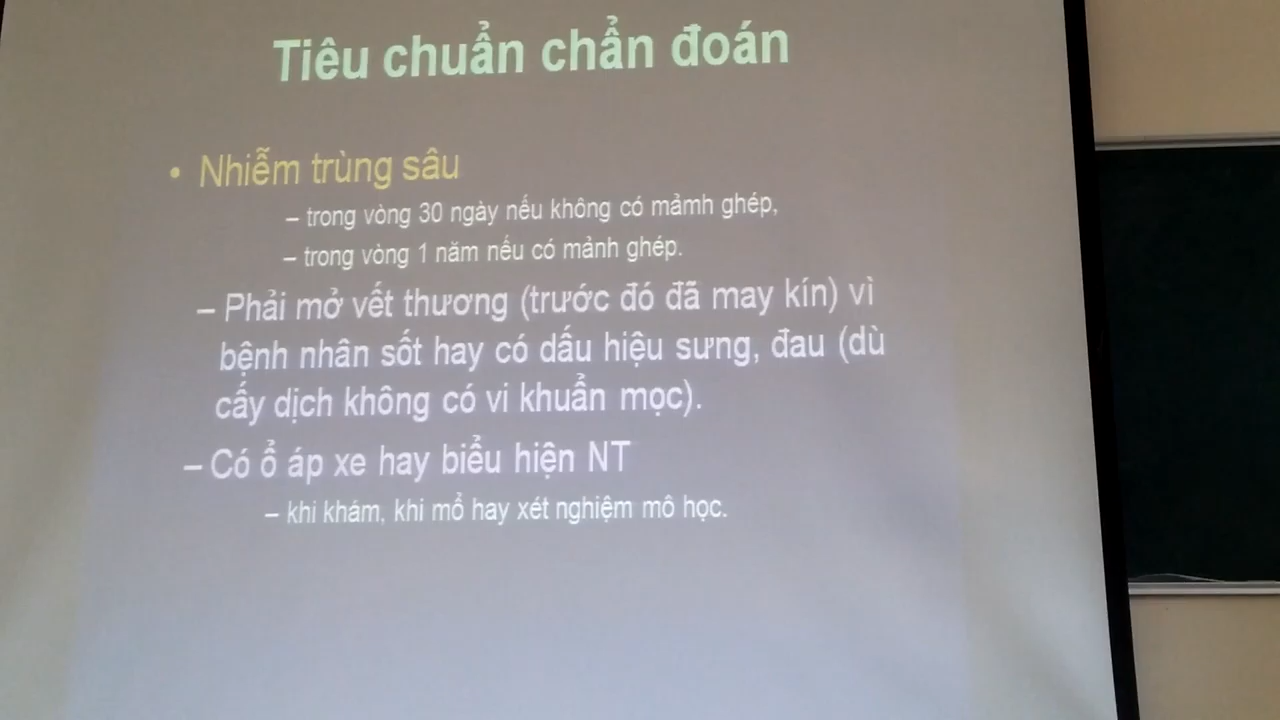 Tiêu chuẩn chẩn đoán
• Nhiễm trùng sâu
– trong vòng 30 ngày nếu không có mảmh ghép,
– trong vòng 1 năm nếu có mảnh ghép.
– Phải mở vết thương (trước đó đã may kín) vì
bệnh nhân sốt hay có dấu hiệu sưng, đau (dù
cấy dịch không có vi khuẩn mọc).
– Có ổ áp xe hay biểu hiện NT
– khi khám, khi mổ hay xét nghiệm mô học.